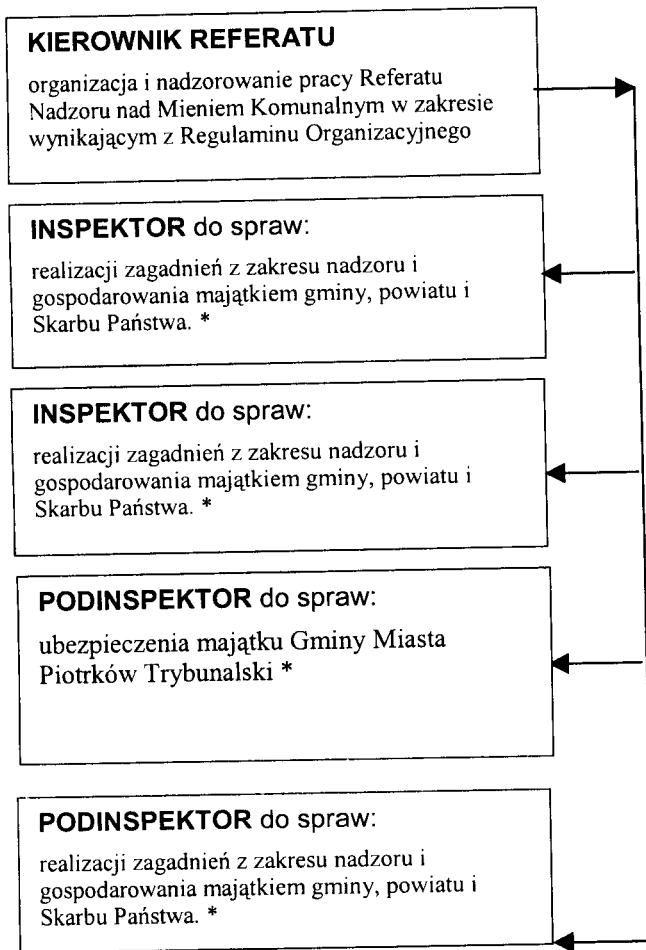 KIEROWNIK REFERATU
organizacja i nadzorowanie pracy Referatu
Nadzoru nad Mieniem Komunalnym w zakresie
wynikającym z Regulaminu Organizacyjnego
INSPEKTOR do spraw:
realizacji zagadnień z zakresu nadzoru i
gospodarowania majątkiem gminy, powiatu i
Skarbu Państwa. *
INSPEKTOR do spraw:
realizacji zagadnień z zakresu nadzoru i
gospodarowania majątkiem gminy, powiatu i
Skarbu Państwa. *
PODINSPEKTOR do spraw:
ubezpieczenia majątku Gminy Miasta
Piotrków Trybunalski *
PODINSPEKTOR do spraw:
realizacji zagadnień z zakresu nadzoru i
gospodarowania majątkiem gminy, powiatu i
Skarbu Państwa. *